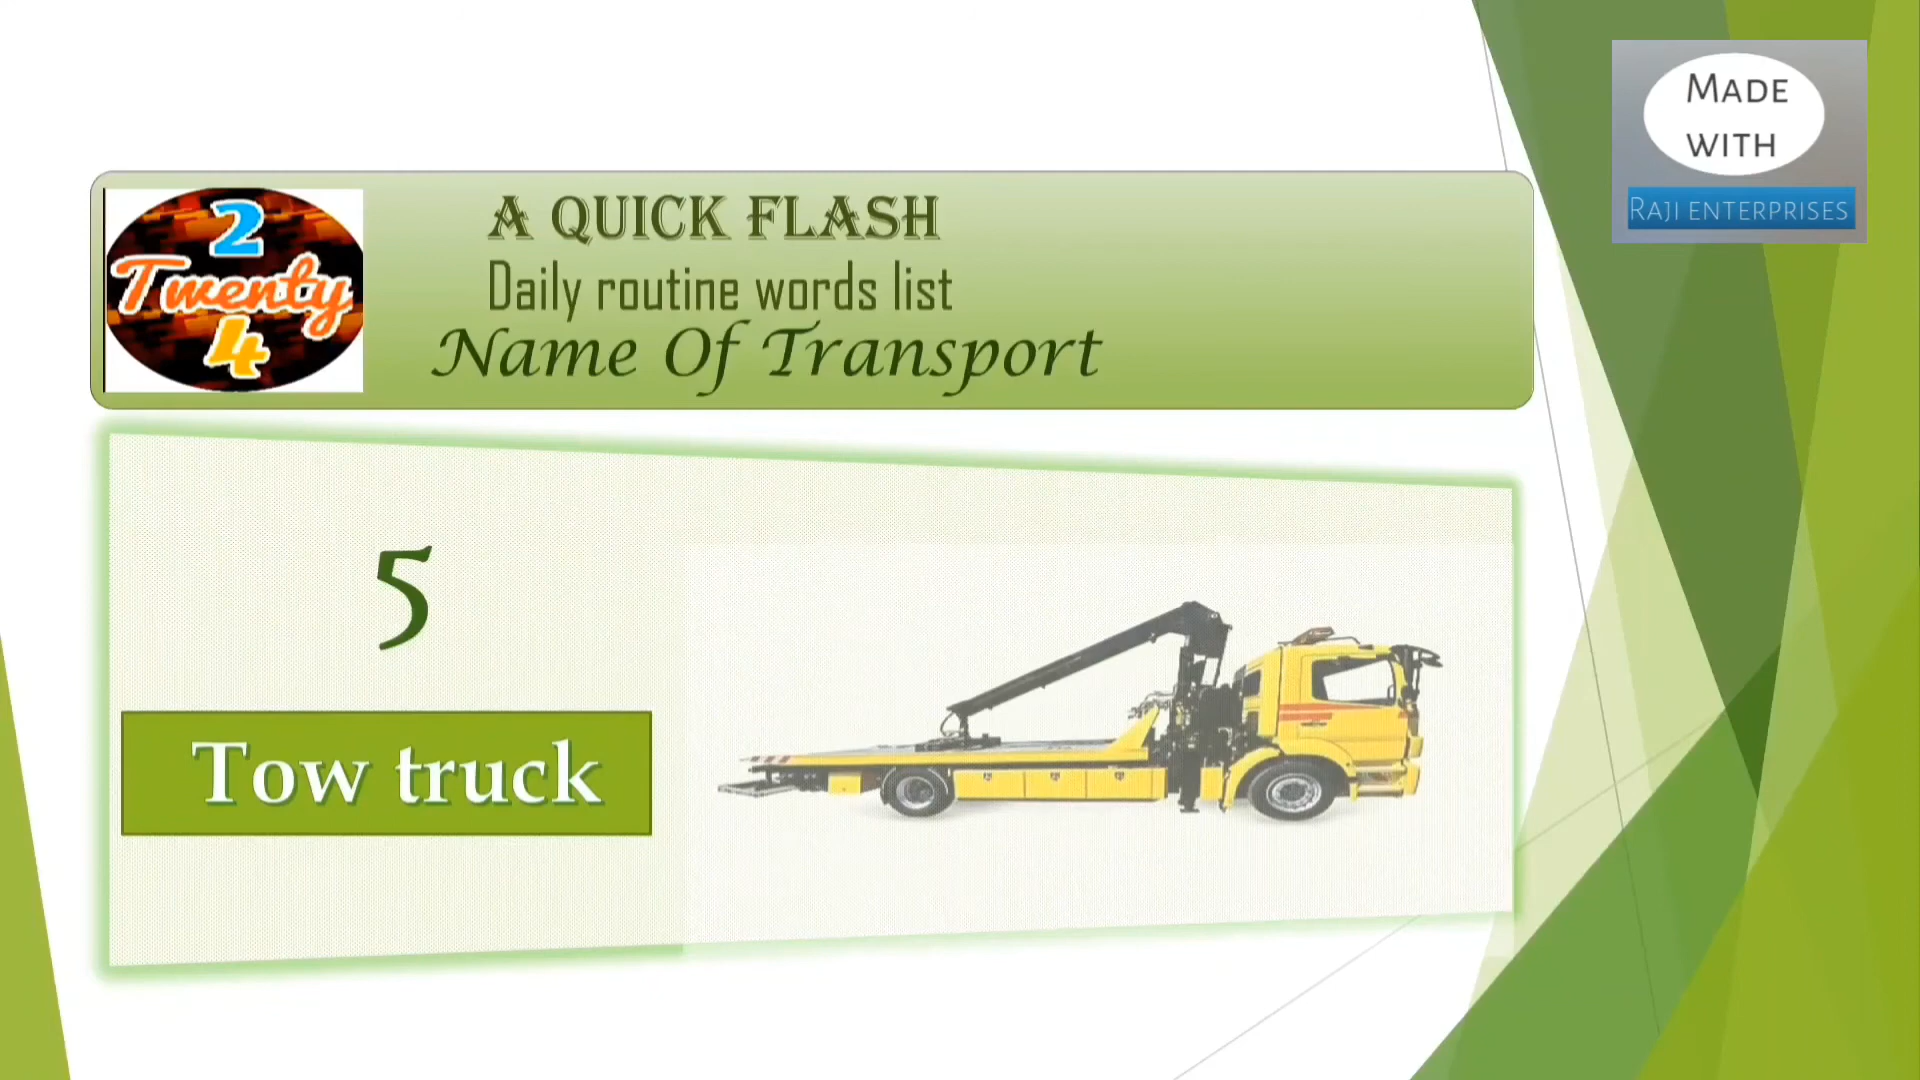 Made
with
Raji Enterprises
2
Twenty
4
A Quick Flash
Daily routine words list
Name Of Transport
5
Tow truck